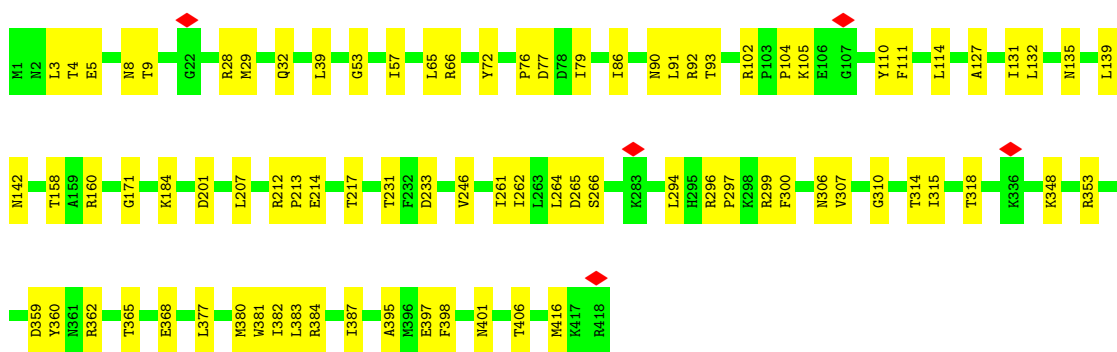 M1 N2 L3 T4 E5 N8 T9 G22 R28 M29 Q32 L39 G53 I57 L65 R66 Y72 P76 D77 D78 I79 I86 N90 L91 R92 T93 R102 P103 P104 K105 E106 G107 Y110 F111 L114 A127 I131 L132 N135 L139
N142 T158 A159 R160 G171 K184 D201 L207 R212 P213 E214 T217 T231 F232 D233 V246 I261 I262 L263 L264 D265 S266 K283 L294 H295 R296 P297 K298 R299 F300 N306 V307 G310 T314 I315 T318 K336 K348 R353
D359 Y360 N361 R362 T365 E368 L377 M380 W381 I382 L383 R384 I387 A395 M396 E397 F398 N401 T406 M416 K417 R418